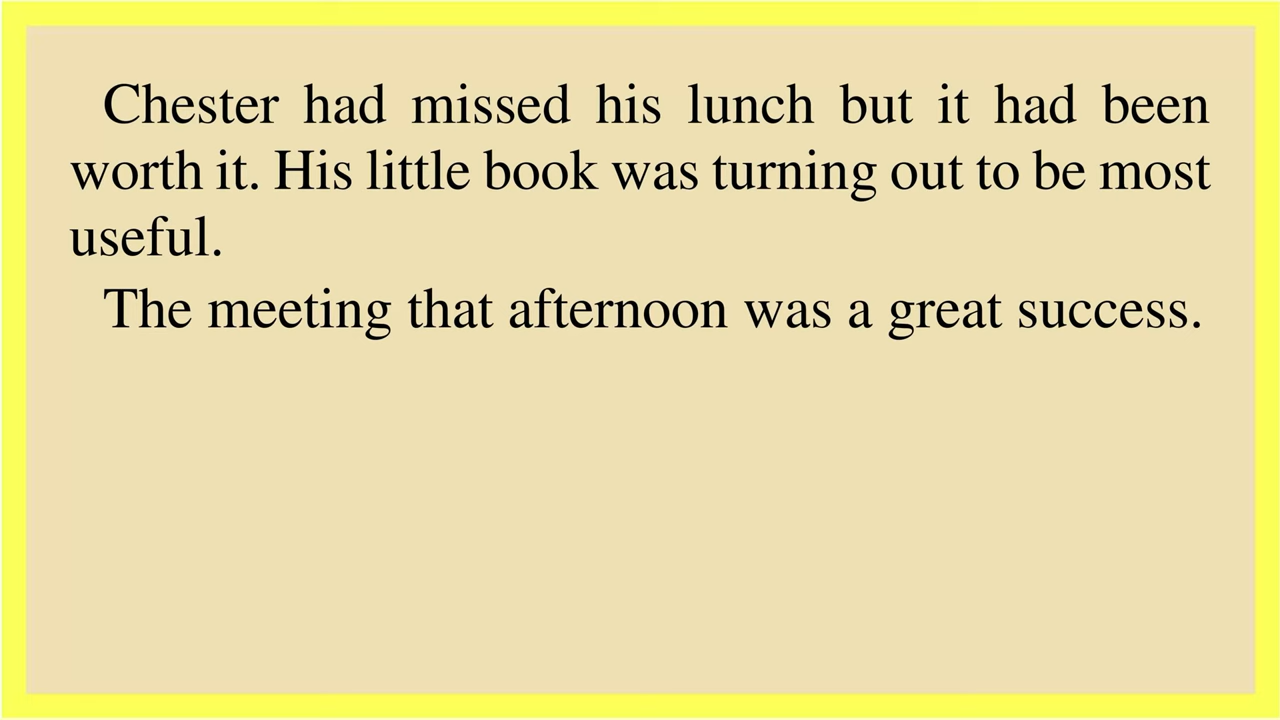 Chester had missed his lunch but it had been
worth it. His little book was turning out to be most
useful.
The meeting that afternoon was a great success.